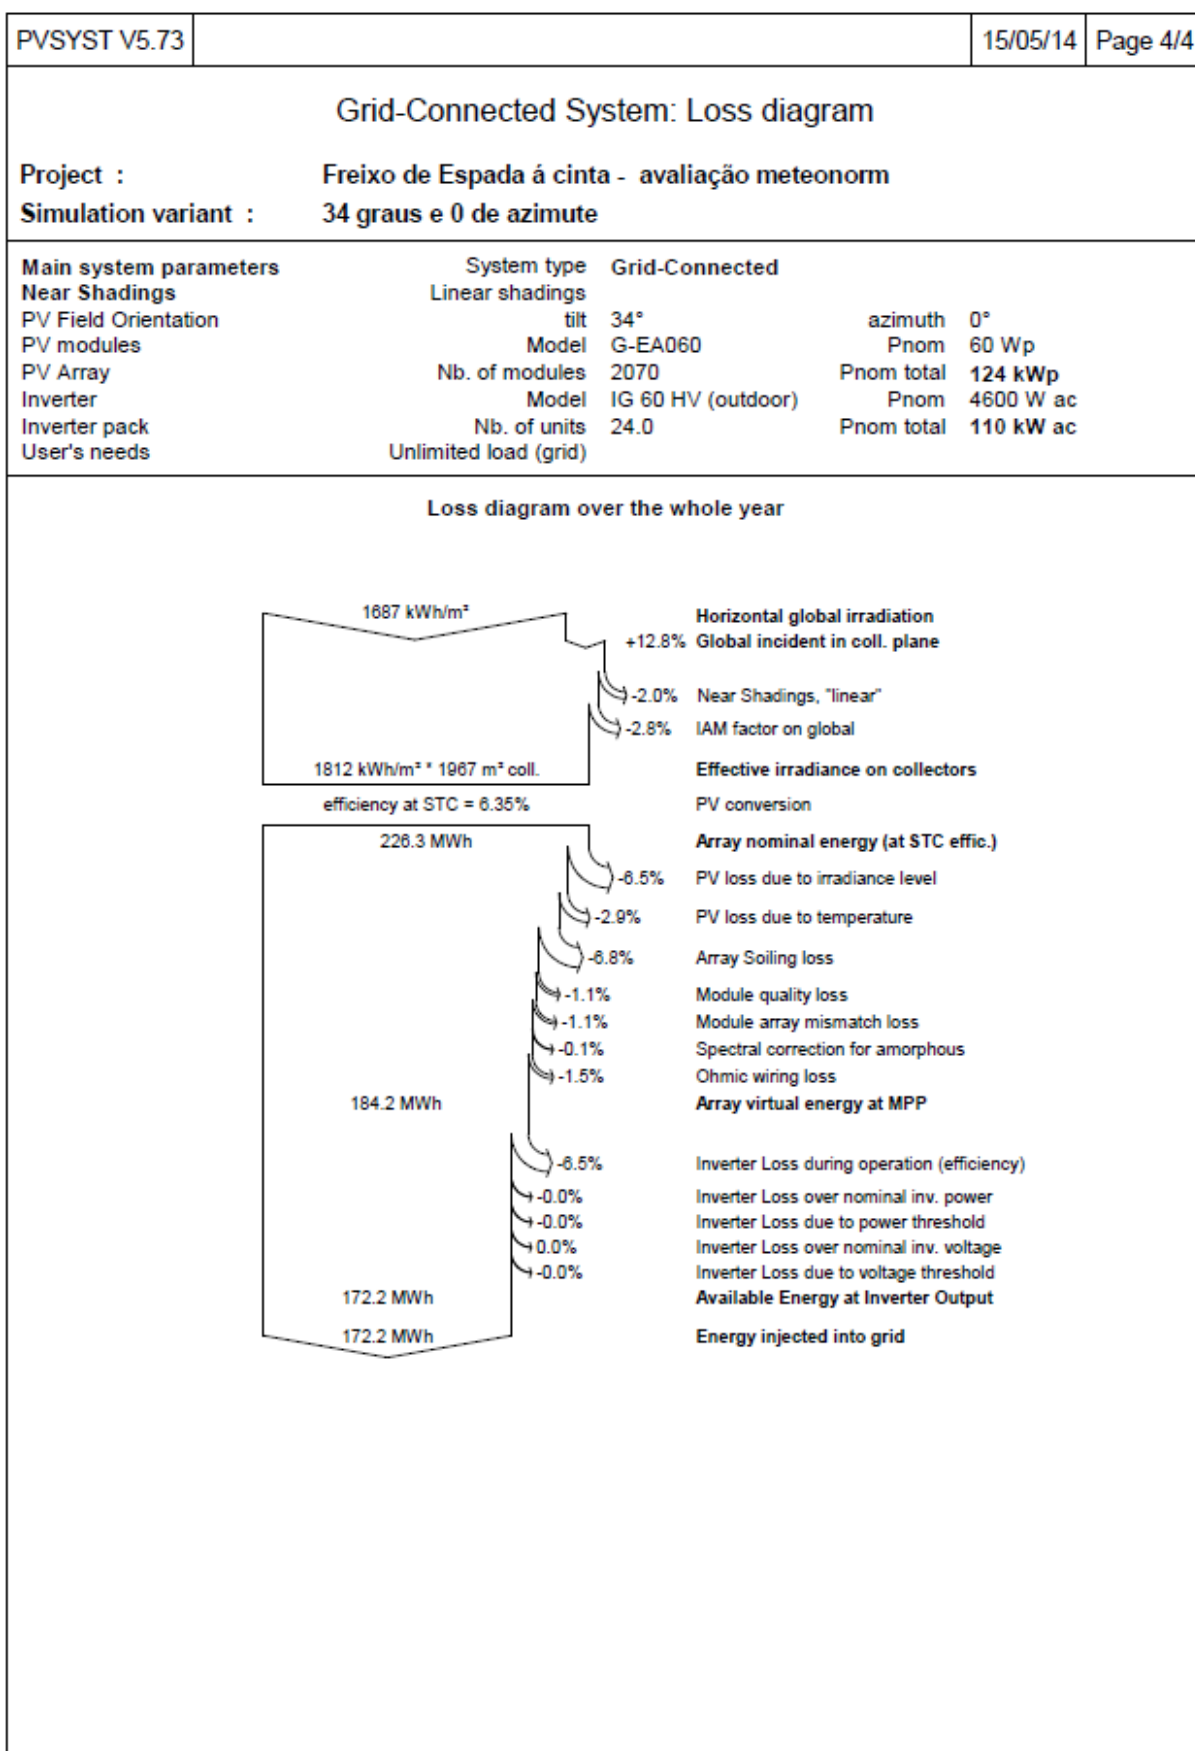 PVSYST V5.73 15/05/14 Page 4/4
Grid-Connected System: Loss diagram
Project : Freixo de Espada á cinta - avaliação meteonorm
Simulation variant : 34 graus e 0 de azimute
Main system parameters System type Grid-Connected
Near Shadings Linear shadings
PV Field Orientation tilt 34° azimuth 0°
PV modules Model G-EA060 Pnom 60 Wp
PV Array Nb. of modules 2070 Pnom total 124 kWp
Inverter Model IG 60 HV (outdoor) Pnom 4600 W ac
Inverter pack Nb. of units 24.0 Pnom total 110 kW ac
User's needs Unlimited load (grid)
Loss diagram over the whole year
1687 kWh/m² Horizontal global irradiation
+12.8% Global incident in coll. plane
-2.0% Near Shadings, "linear"
-2.8% IAM factor on global
1812 kWh/m² * 1967 m² coll. Effective irradiance on collectors
efficiency at STC = 6.35% PV conversion
226.3 MWh Array nominal energy (at STC effic.)
-6.5% PV loss due to irradiance level
-2.9% PV loss due to temperature
-6.8% Array Soiling loss
-1.1% Module quality loss
-1.1% Module array mismatch loss
-0.1% Spectral correction for amorphous
-1.5% Ohmic wiring loss
184.2 MWh Array virtual energy at MPP
-6.5% Inverter Loss during operation (efficiency)
-0.0% Inverter Loss over nominal inv. power
-0.0% Inverter Loss due to power threshold
0.0% Inverter Loss over nominal inv. voltage
-0.0% Inverter Loss due to voltage threshold
172.2 MWh Available Energy at Inverter Output
172.2 MWh Energy injected into grid